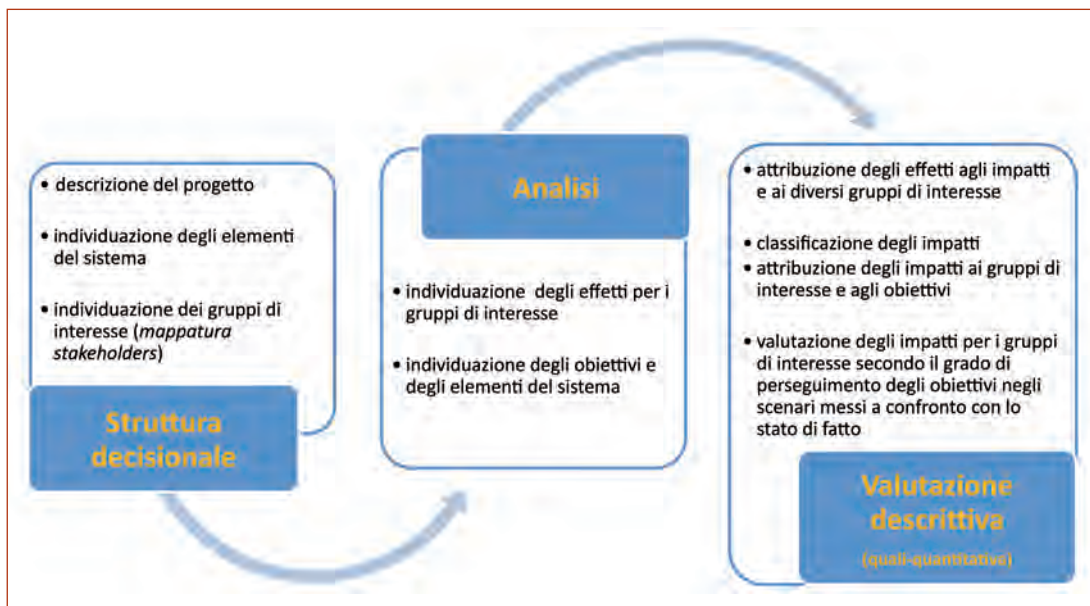 • descrizione del progetto
• individuazione degli elementi
del sistema
• individuazione dei gruppi di
interesse (mappatura
stakeholders)
Struttura
decisionale
Analisi
• individuazione degli effetti per i
gruppi di interesse
• individuazione degli obiettivi e
degli elementi del sistema
• attribuzione degli effetti agli impatti
e ai diversi gruppi di interesse
• classificazione degli impatti
• attribuzione degli impatti ai gruppi di
interesse e agli obiettivi
• valutazione degli impatti per i gruppi
di interesse secondo il grado di
perseguimento degli obiettivi negli
scenari messi a confronto con lo
stato di fatto
Valutazione
descrittiva
(quali-quantitative)